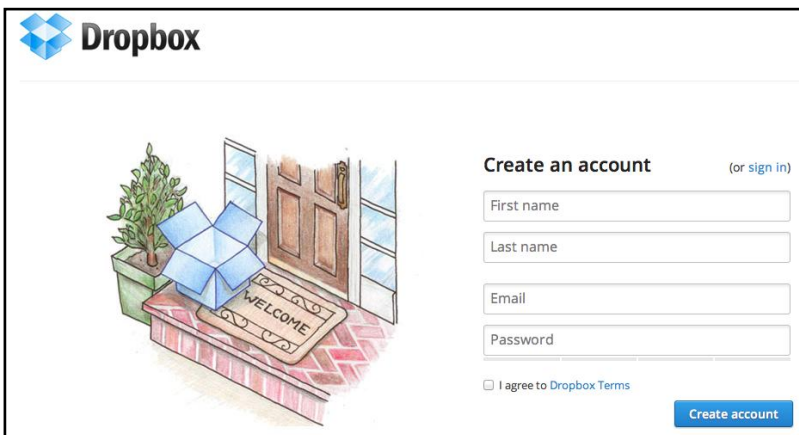 Dropbox
Create an account (or sign in)
First name
Last name
Email
Password
I agree to Dropbox Terms
Create account
WELCOME